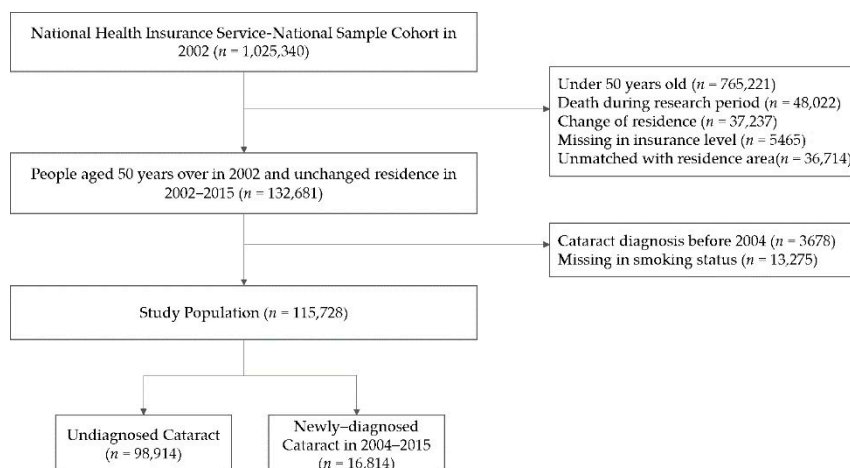 National Health Insurance Service-National Sample Cohort in
2002 (n = 1,025,340)
Under 50 years old (n = 765,221)
Death during research period (n = 48,022)
Change of residence (n = 37,237)
Missing in insurance level (n = 5465)
Unmatched with residence area(n = 36,714)
People aged 50 years over in 2002 and unchanged residence in
2002–2015 (n = 132,681)
Cataract diagnosis before 2004 (n = 3678)
Missing in smoking status (n = 13,275)
Study Population (n = 115,728)
Undiagnosed Cataract
(n = 98,914)
Newly–diagnosed
Cataract in 2004–2015
(n = 16,814)